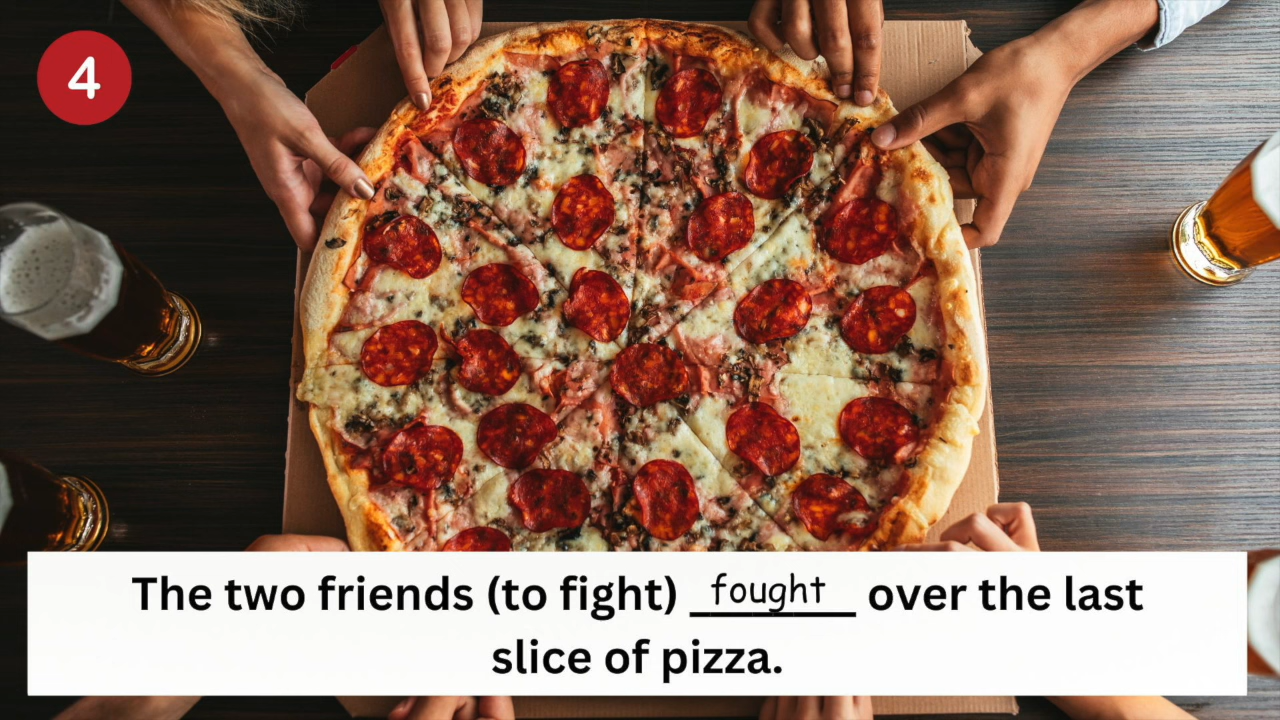 4
The two friends (to fight) fought over the last
slice of pizza.